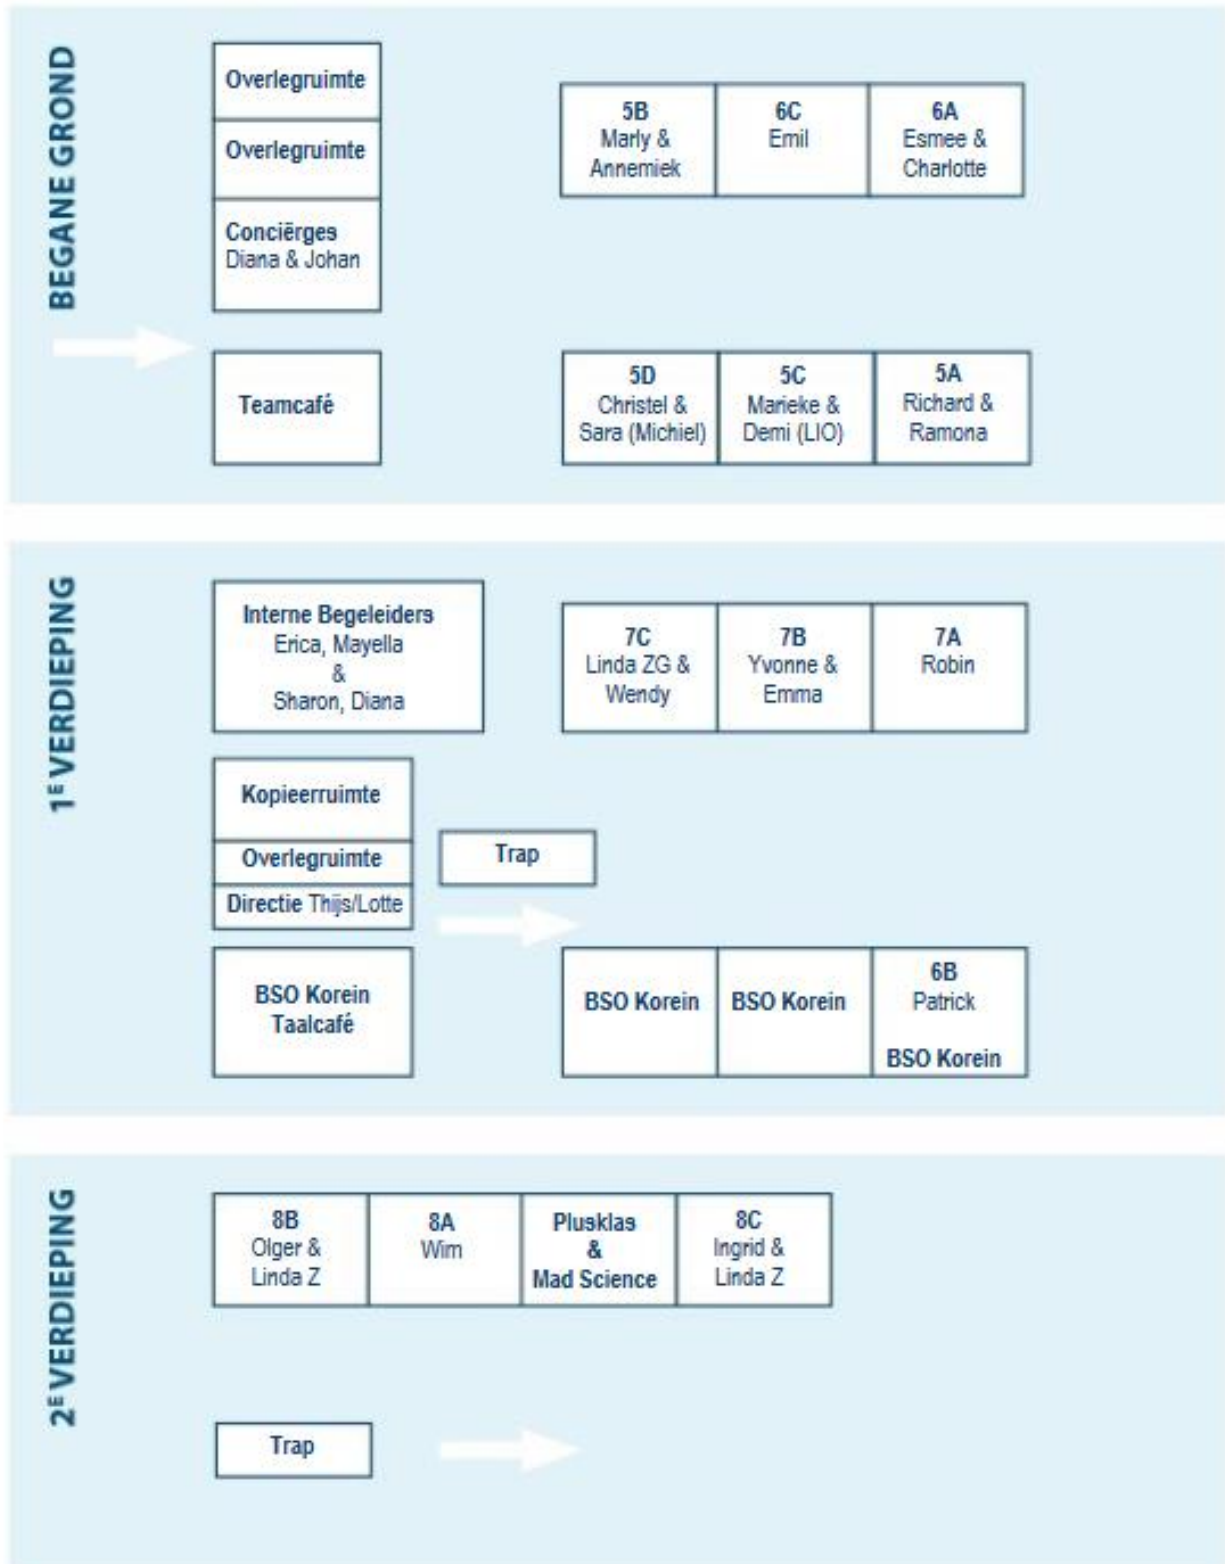 BEGANE GROND
Overlegruimte
Overlegruimte
Conciërges
Diana & Johan
Teamcafé
5B
Marly &
Annemiek
6C
Emil
6A
Esmee &
Charlotte
5D
Christel &
Sara (Michiel)
5C
Marieke &
Demi (LIO)
5A
Richard &
Ramona
1E VERDIEPING
Interne Begeleiders
Erica, Mayella
&
Sharon, Diana
7C
Linda ZG &
Wendy
7B
Yvonne &
Emma
7A
Robin
Kopieerruimte
Overlegruimte
Directie Thijs/Lotte
Trap
BSO Korein
Taalcafé
BSO Korein
BSO Korein
6B
Patrick
BSO Korein
2E VERDIEPING
8B
Olger &
Linda Z
8A
Wim
Plusklas
&
Mad Science
8C
Ingrid &
Linda Z
Trap